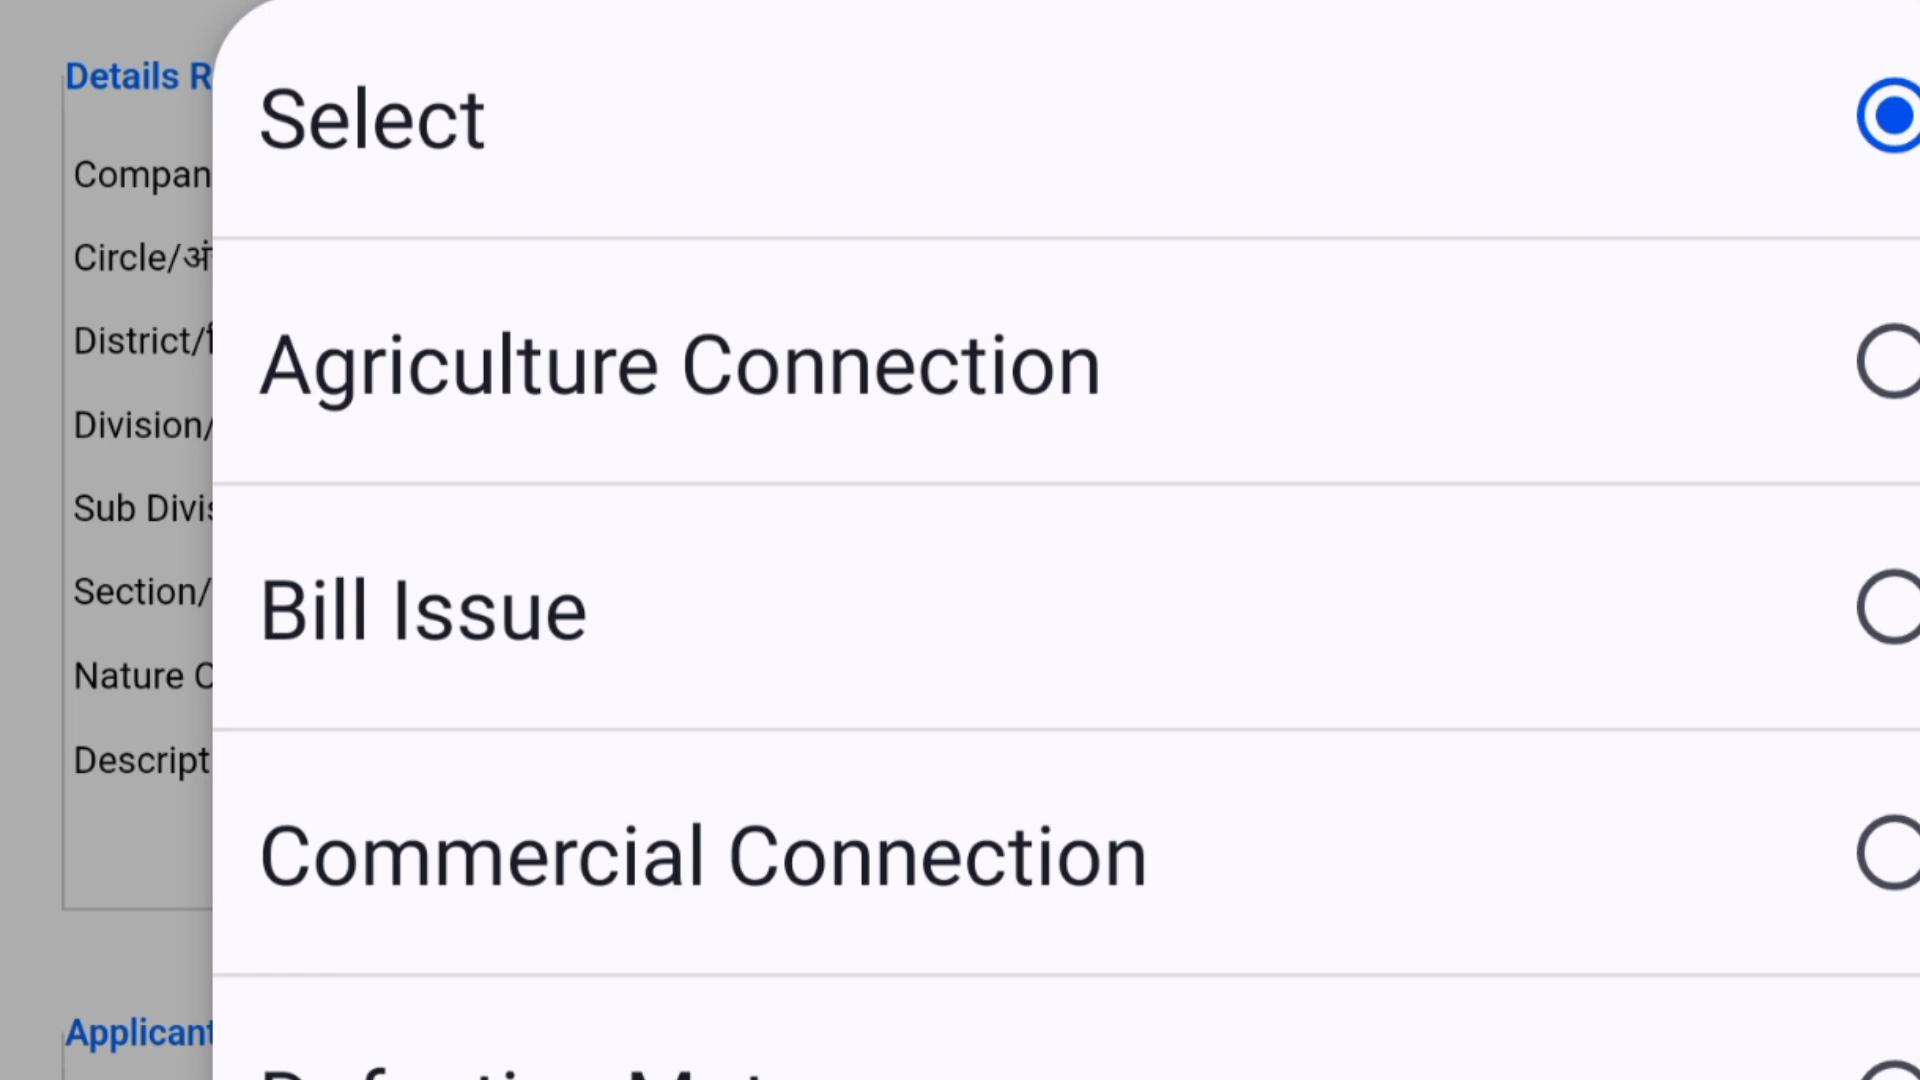 Details R
Select
Compan
Circle/अं
District/
Agriculture Connection
Division/
Sub Divis
Section/
Bill Issue
Nature
Descript
Commercial Connection
Applicant